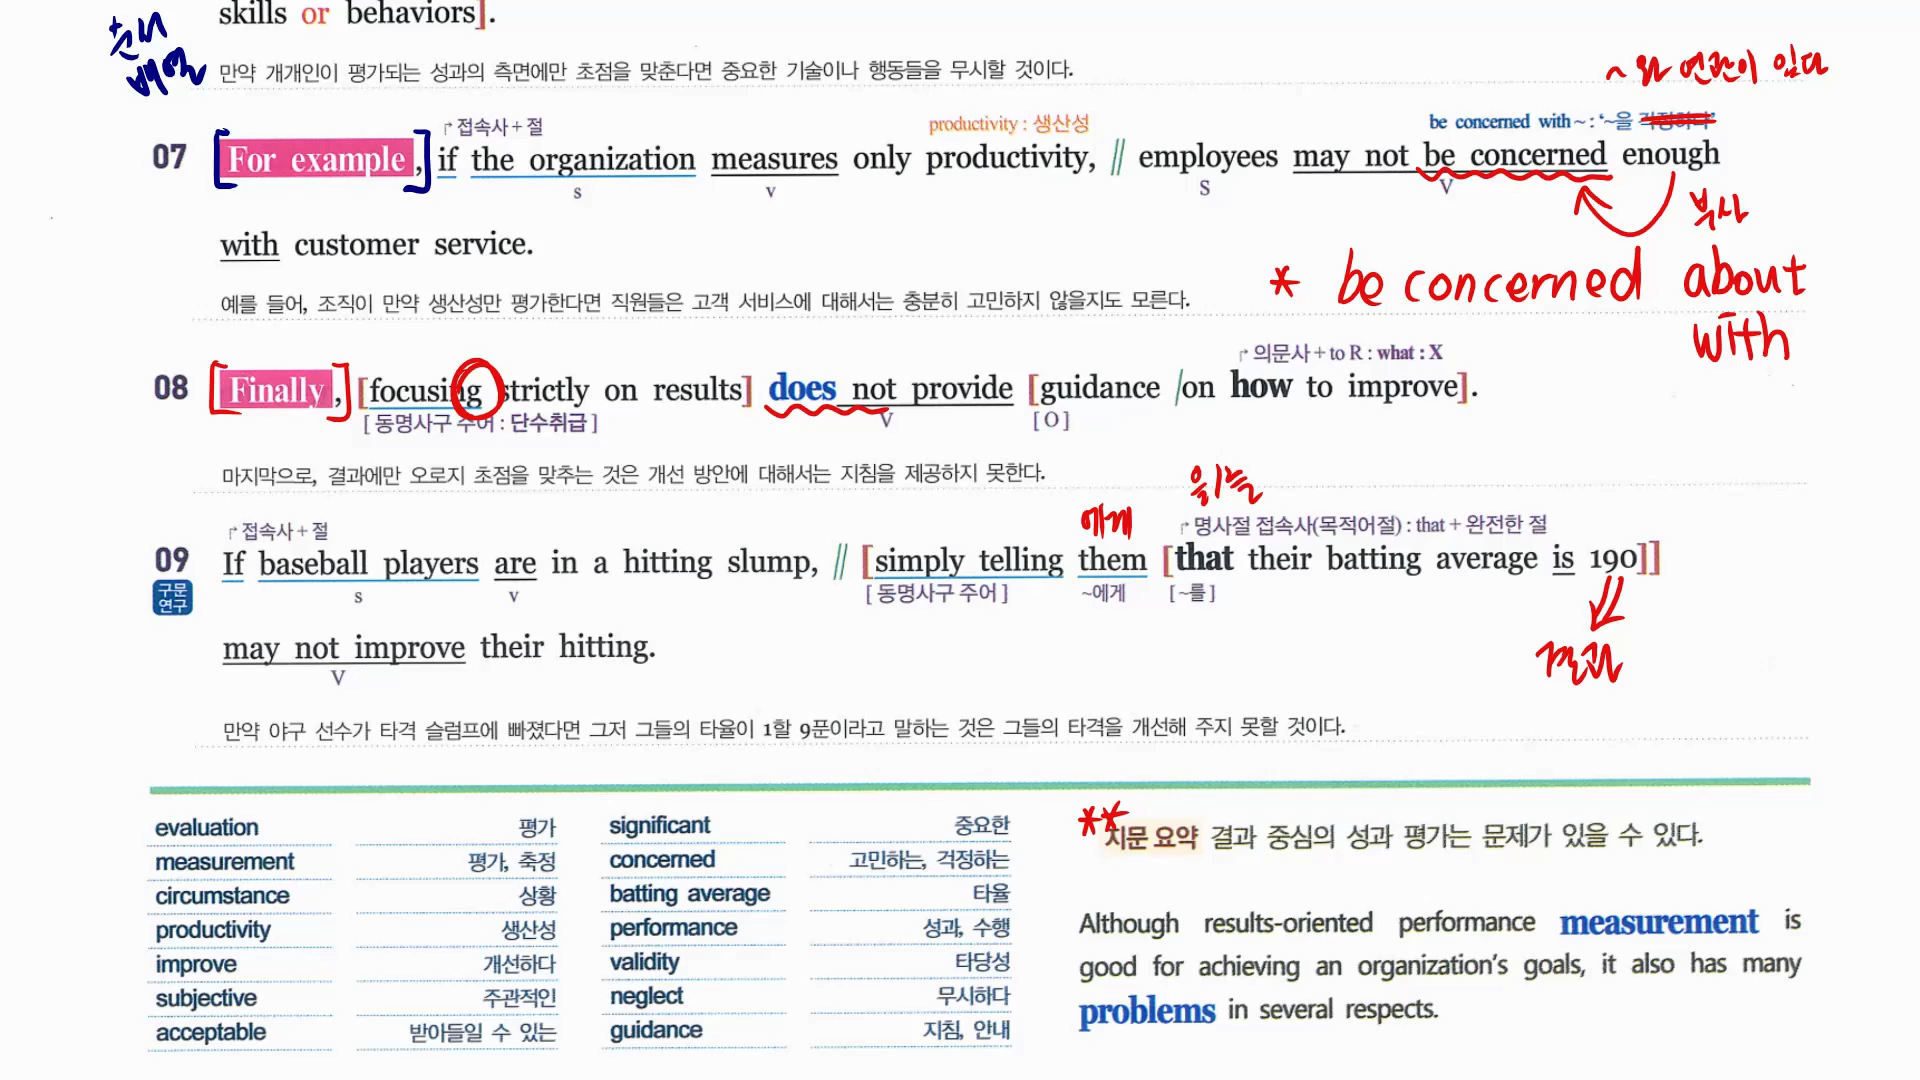 skills or behaviors].
순서
배열
만약 개개인이 평가되는 성과의 측면에만 초점을 맞춘다면 중요한 기술이나 행동들을 무시할 것이다.
~와 연관이 있다
┌ 접속사 + 절
productivity : 생산성
be concerned with ~ : '~을 걱정하다'
07 [For example,] if the organization measures only productivity, // employees may not be concerned enough
s v S V
부사
with customer service.
* be concerned about
with
예를 들어, 조직이 만약 생산성만 평가한다면 직원들은 고객 서비스에 대해서는 충분히 고민하지 않을지도 모른다.
┌ 의문사 + to R : what : X
08 [Finally,] [focusing strictly on results] does not provide [guidance /on how to improve].
[ 동명사구 주어 : 단수취급 ] V [ O ]
마지막으로, 결과에만 오로지 초점을 맞추는 것은 개선 방안에 대해서는 지침을 제공하지 못한다.
에게 을/를
┌ 접속사 + 절
┌ 명사절 접속사(목적어절) : that + 완전한 절
09 If baseball players are in a hitting slump, // [simply telling them [that their batting average is 190]]
구문
연구
s v [ 동명사구 주어 ] ~에게 [ ~를 ]
결과
may not improve their hitting.
V
만약 야구 선수가 타격 슬럼프에 빠졌다면 그저 그들의 타율이 1할 9푼이라고 말하는 것은 그들의 타격을 개선해 주지 못할 것이다.
evaluation 평가 significant 중요한
measurement 평가, 측정 concerned 고민하는, 걱정하는
circumstance 상황 batting average 타율
productivity 생산성 performance 성과, 수행
improve 개선하다 validity 타당성
subjective 주관적인 neglect 무시하다
acceptable 받아들일 수 있는 guidance 지침, 안내
** 지문 요약 결과 중심의 성과 평가는 문제가 있을 수 있다.
Although results-oriented performance measurement is
good for achieving an organization's goals, it also has many
problems in several respects.